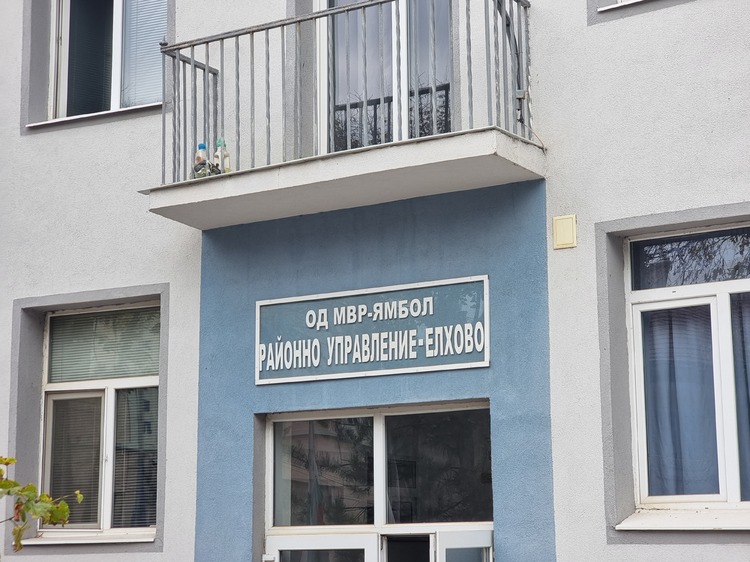 ОД МВР-ЯМБОЛ
РАЙОННО УПРАВЛЕНИЕ-ЕЛХОВО